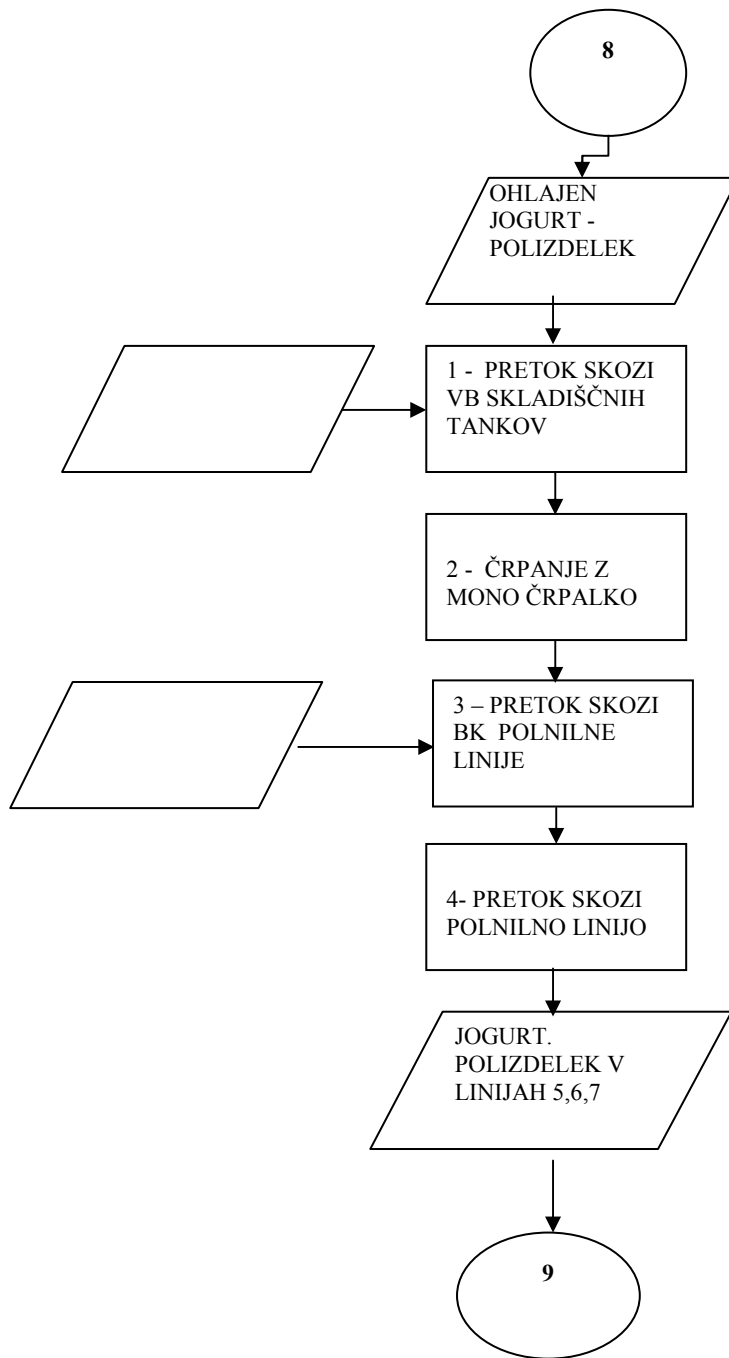 8
OHLAJEN
JOGURT -
POLIZDELEK
1 - PRETOK SKOZI
VB SKLADIŠČNIH
TANKOV
2 - ČRPANJE Z
MONO ČRPALKO
3 – PRETOK SKOZI
BK POLNILNE
LINIJE
4- PRETOK SKOZI
POLNILNO LINIJO
JOGURT.
POLIZDELEK V
LINIJAH 5,6,7
9